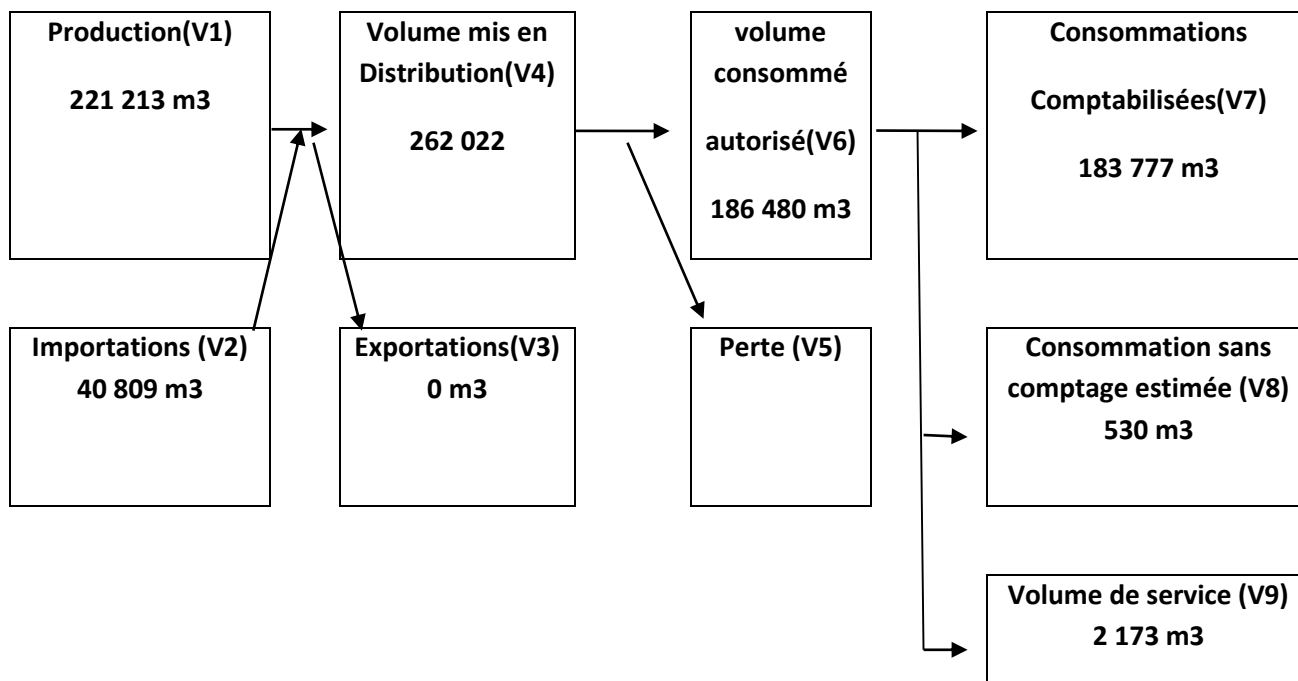 Production(V1)
221 213 m3
Volume mis en
Distribution(V4)
262 022
volume
consommé
autorisé(V6)
186 480 m3
Consommations
Comptabilisées(V7)
183 777 m3
Importations (V2)
40 809 m3
Exportations(V3)
0 m3
Perte (V5)
Consommation sans
comptage estimée (V8)
530 m3
Volume de service (V9)
2 173 m3